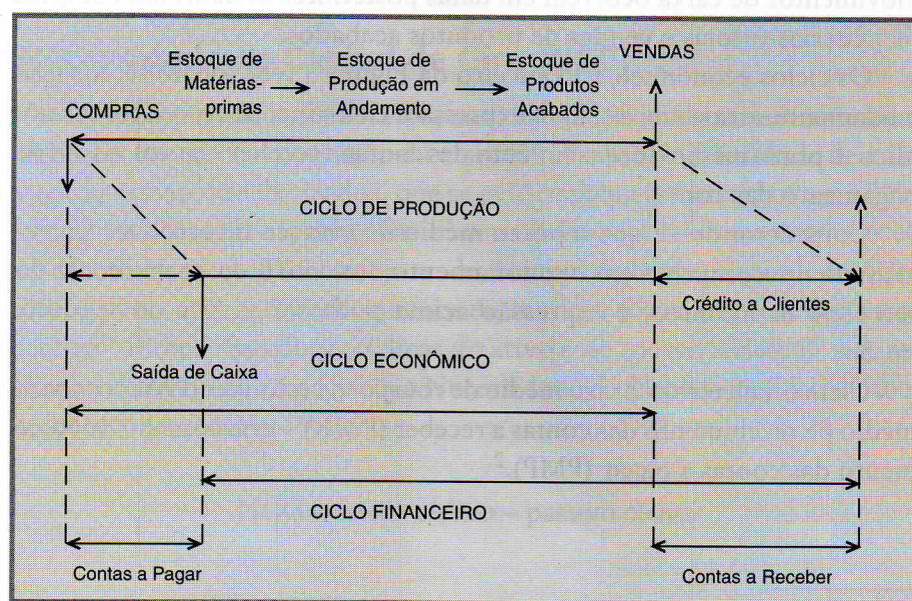 VENDAS
Estoque de
Matérias-
primas
Estoque de
Produção em
Andamento
Estoque de
Produtos
Acabados
COMPRAS
CICLO DE PRODUÇÃO
Crédito a Clientes
CICLO ECONÔMICO
Saída de Caixa
CICLO FINANCEIRO
Contas a Pagar
Contas a Receber